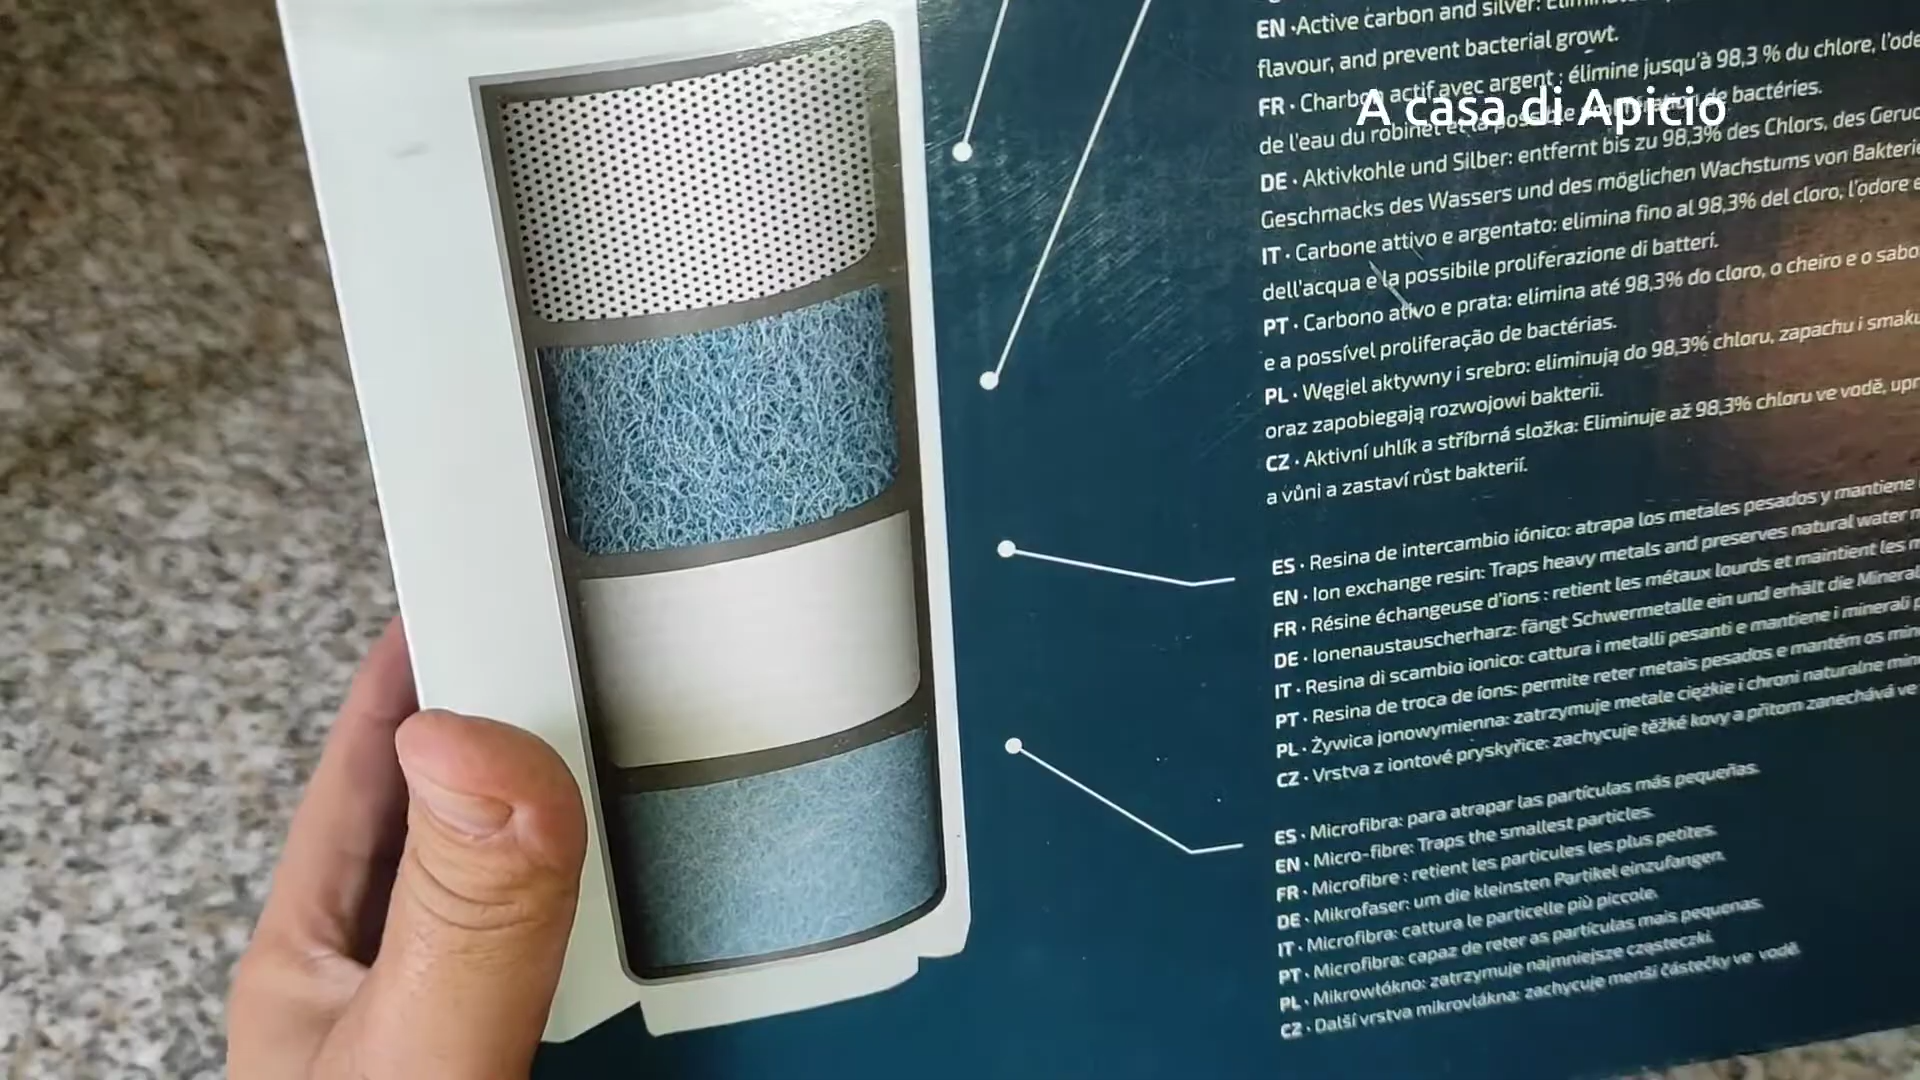 EN · Active carbon and silver:
flavour, and prevent bacterial growt.
FR · Charbon actif avec argent : élimine jusqu'à 98,3 % du chlore, l'ode
A casa di Apicio
de l'eau du robinet et la possible prolifération de bactéries.
DE · Aktivkohle und Silber: entfernt bis zu 98,3% des Chlors, des Geruc
Geschmacks des Wassers und des möglichen Wachstums von Bakterie
IT · Carbone attivo e argentato: elimina fino al 98,3% del cloro, l'odore e
dell'acqua e la possibile proliferazione di batterí.
PT · Carbono ativo e prata: elimina até 98,3% do cloro, o cheiro e o sabo
e a possível proliferação de bactérias.
PL · Węgiel aktywny i srebro: eliminują do 98,3% chloru, zapachu i smaku
oraz zapobiegają rozwojowi bakterii.
CZ · Aktivní uhlík a stříbrná složka: Eliminuje až 98,3% chloru ve vodě, upr
a vůni a zastaví růst bakterií.
ES · Resina de intercambio iónico: atrapa los metales pesados y mantiene
EN · Ion exchange resin: Traps heavy metals and preserves natural water
FR · Résine échangeuse d'ions : retient les métaux lourds et maintient les
DE · Ionenaustauscherharz: fängt Schwermetalle ein und erhält die Mineral
IT · Resina di scambio ionico: cattura i metalli pesanti e mantiene i minerali
PT · Resina de troca de íons: permite reter metais pesados e mantém os
PL · Żywica jonowymienna: zatrzymuje metale ciężkie i chroni naturalne
CZ · Vrstva z iontové pryskyřice: zachycuje těžké kovy a přitom zanechává ve
ES · Microfibra: para atrapar las partículas más pequeñas.
EN · Micro-fibre: Traps the smallest particles.
FR · Microfibre : retient les particules les plus petites.
DE · Mikrofaser: um die kleinsten Partikel einzufangen.
IT · Microfibra: cattura le particelle più piccole.
PT · Microfibra: capaz de reter as partículas mais pequenas.
PL · Mikrowłókno: zatrzymuje najmniejsze cząsteczki.
CZ · Další vrstva mikrovlákna: zachycuje menší částečky ve vodě.